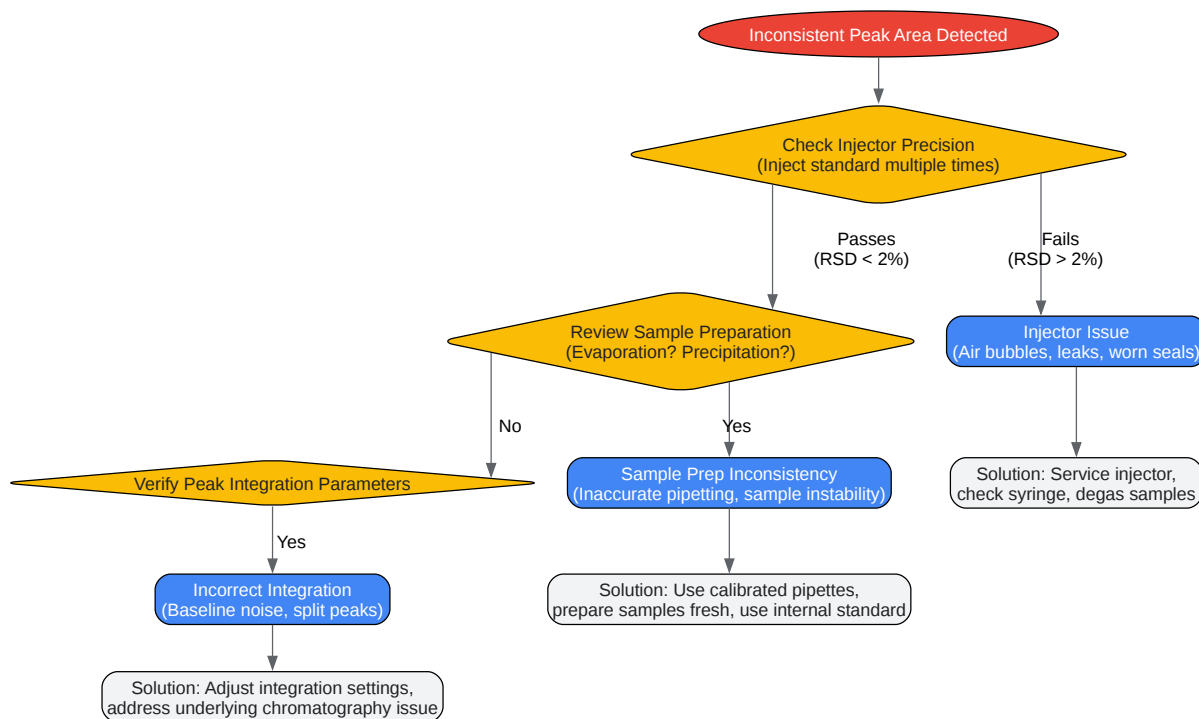 Inconsistent Peak Area Detected
Check Injector Precision
(Inject standard multiple times)
Passes
(RSD < 2%)
Fails
(RSD > 2%)
Review Sample Preparation
(Evaporation? Precipitation?)
Injector Issue
(Air bubbles, leaks, worn seals)
No
Yes
Verify Peak Integration Parameters
Sample Prep Inconsistency
(Inaccurate pipetting, sample instability)
Solution: Service injector,
check syringe, degas samples
Yes
Incorrect Integration
(Baseline noise, split peaks)
Solution: Use calibrated pipettes,
prepare samples fresh, use internal standard
Solution: Adjust integration settings,
address underlying chromatography issue